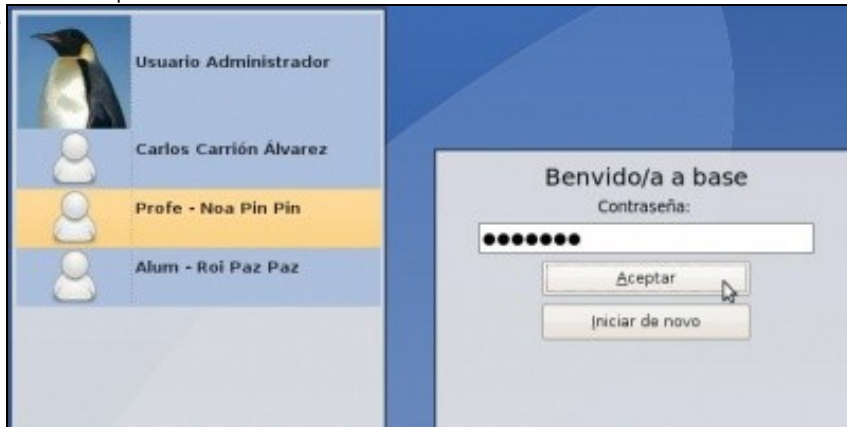 Usuario Administrador
Carlos Carrión Álvarez
Profe - Noa Pin Pin
Alum - Roi Paz Paz
Benvido/a a base
Contraseña:
●●●●●●●
Aceptar
Iniciar de novo